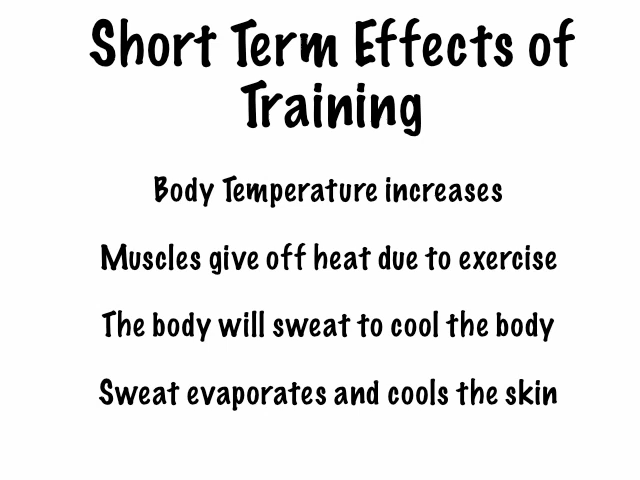 Short Term Effects of
Training
Body Temperature increases
Muscles give off heat due to exercise
The body will sweat to cool the body
Sweat evaporates and cools the skin